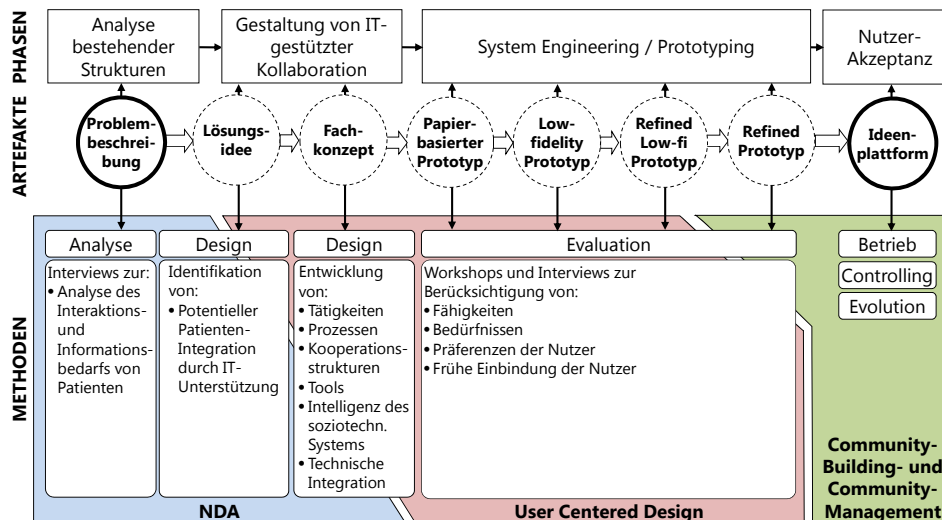 PHASEN
Analyse
bestehender
Strukturen
Gestaltung von IT-
gestützter
Kollaboration
System Engineering / Prototyping
Nutzer-
Akzeptanz
ARTEFAKTE
Problem-
beschrei-
bung
Lösungs-
idee
Fach-
konzept
Papier-
basierter
Prototyp
Low-
fidelity
Prototyp
Refined
Low-fi
Prototyp
Refined
Prototyp
Ideen-
plattform
METHODEN
Analyse
Interviews zur:
• Analyse des
Interaktions-
und
Informations-
bedarfs von
Patienten
Design
Identifikation
von:
• Potentieller
Patienten-
Integration
durch IT-
Unterstützung
Design
Entwicklung
von:
• Tätigkeiten
• Prozessen
• Kooperations-
strukturen
• Tools
• Intelligenz des
soziotechn.
Systems
• Technische
Integration
Evaluation
Workshops und Interviews zur
Berücksichtigung von:
• Fähigkeiten
• Bedürfnissen
• Präferenzen der Nutzer
• Frühe Einbindung der Nutzer
Betrieb
Controlling
Evolution
NDA
User Centered Design
Community-
Building- und
Community-
Management